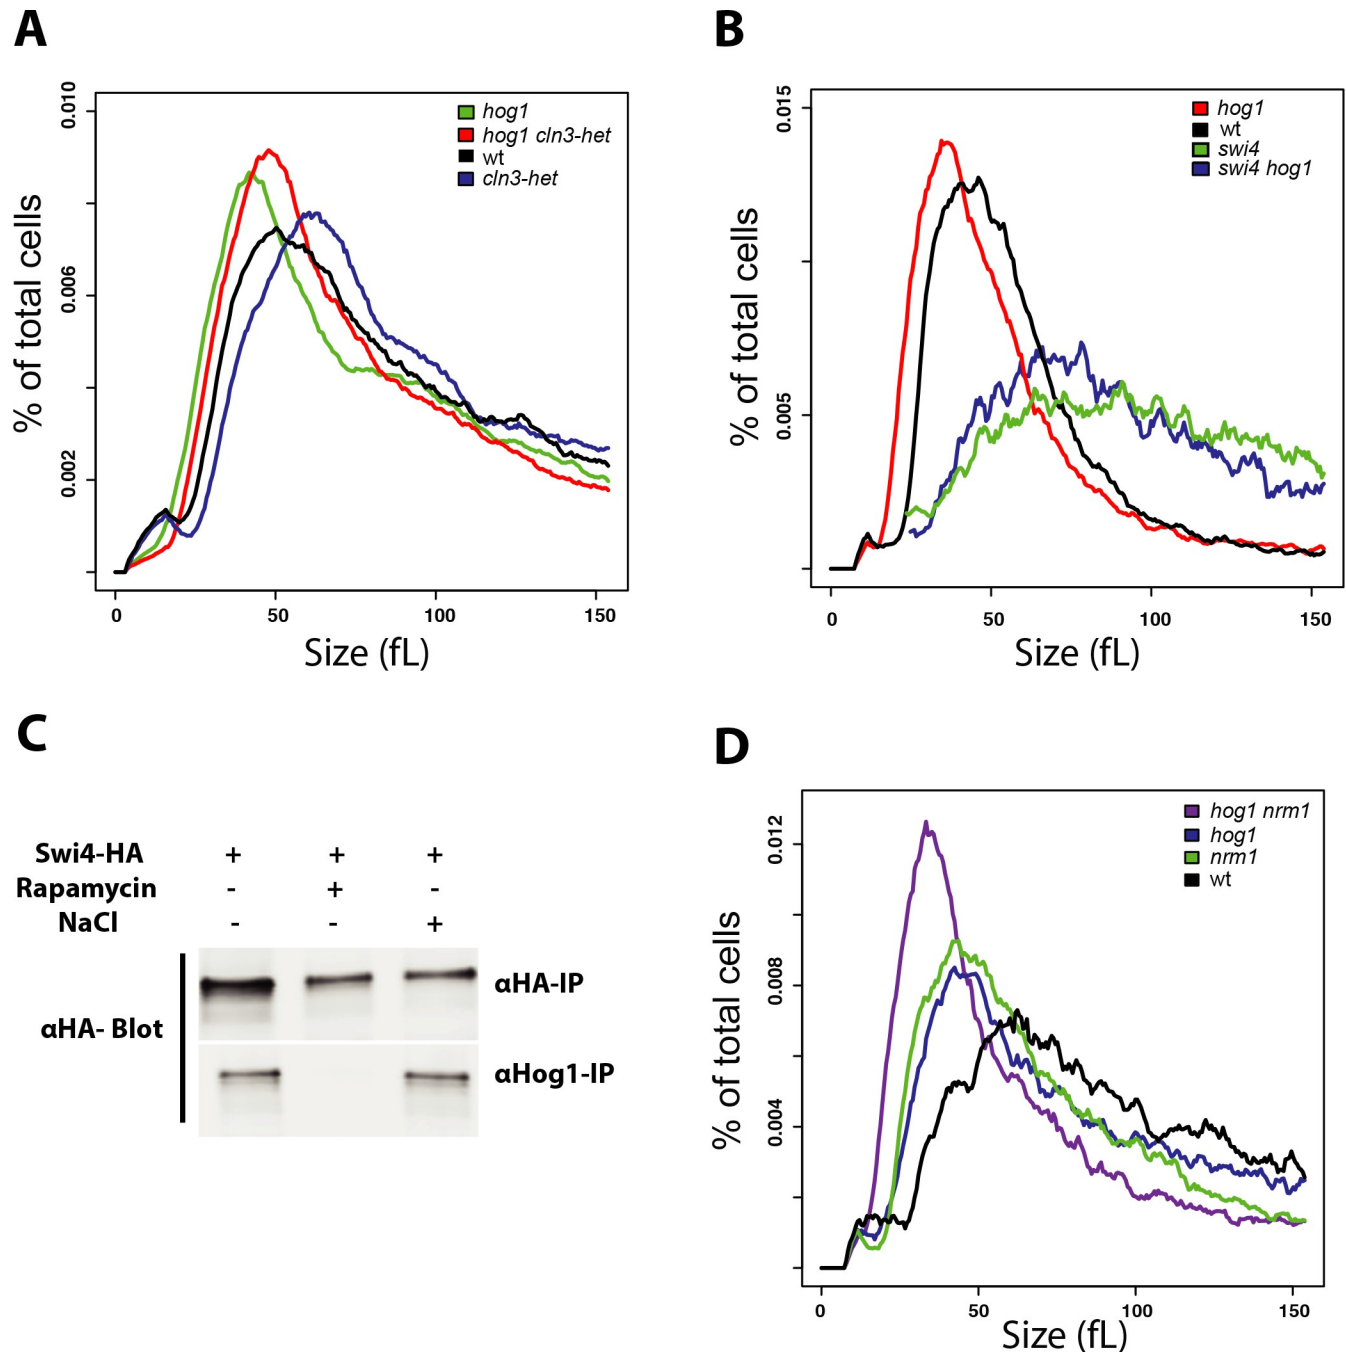 A
0.010
0.006
0.002
% of total cells
hog1
hog1 cln3-het
wt
cln3-het
0
50
100
150
Size (fL)
B
0.015
0.005
% of total cells
hog1
wt
swi4
swi4 hog1
0
50
100
150
Size (fL)
C
Swi4-HA + + +
Rapamycin - + -
NaCl - - +
αHA- Blot
αHA-IP
αHog1-IP
D
0.012
0.008
0.004
% of total cells
hog1 nrm1
hog1
nrm1
wt
0
50
100
150
Size (fL)